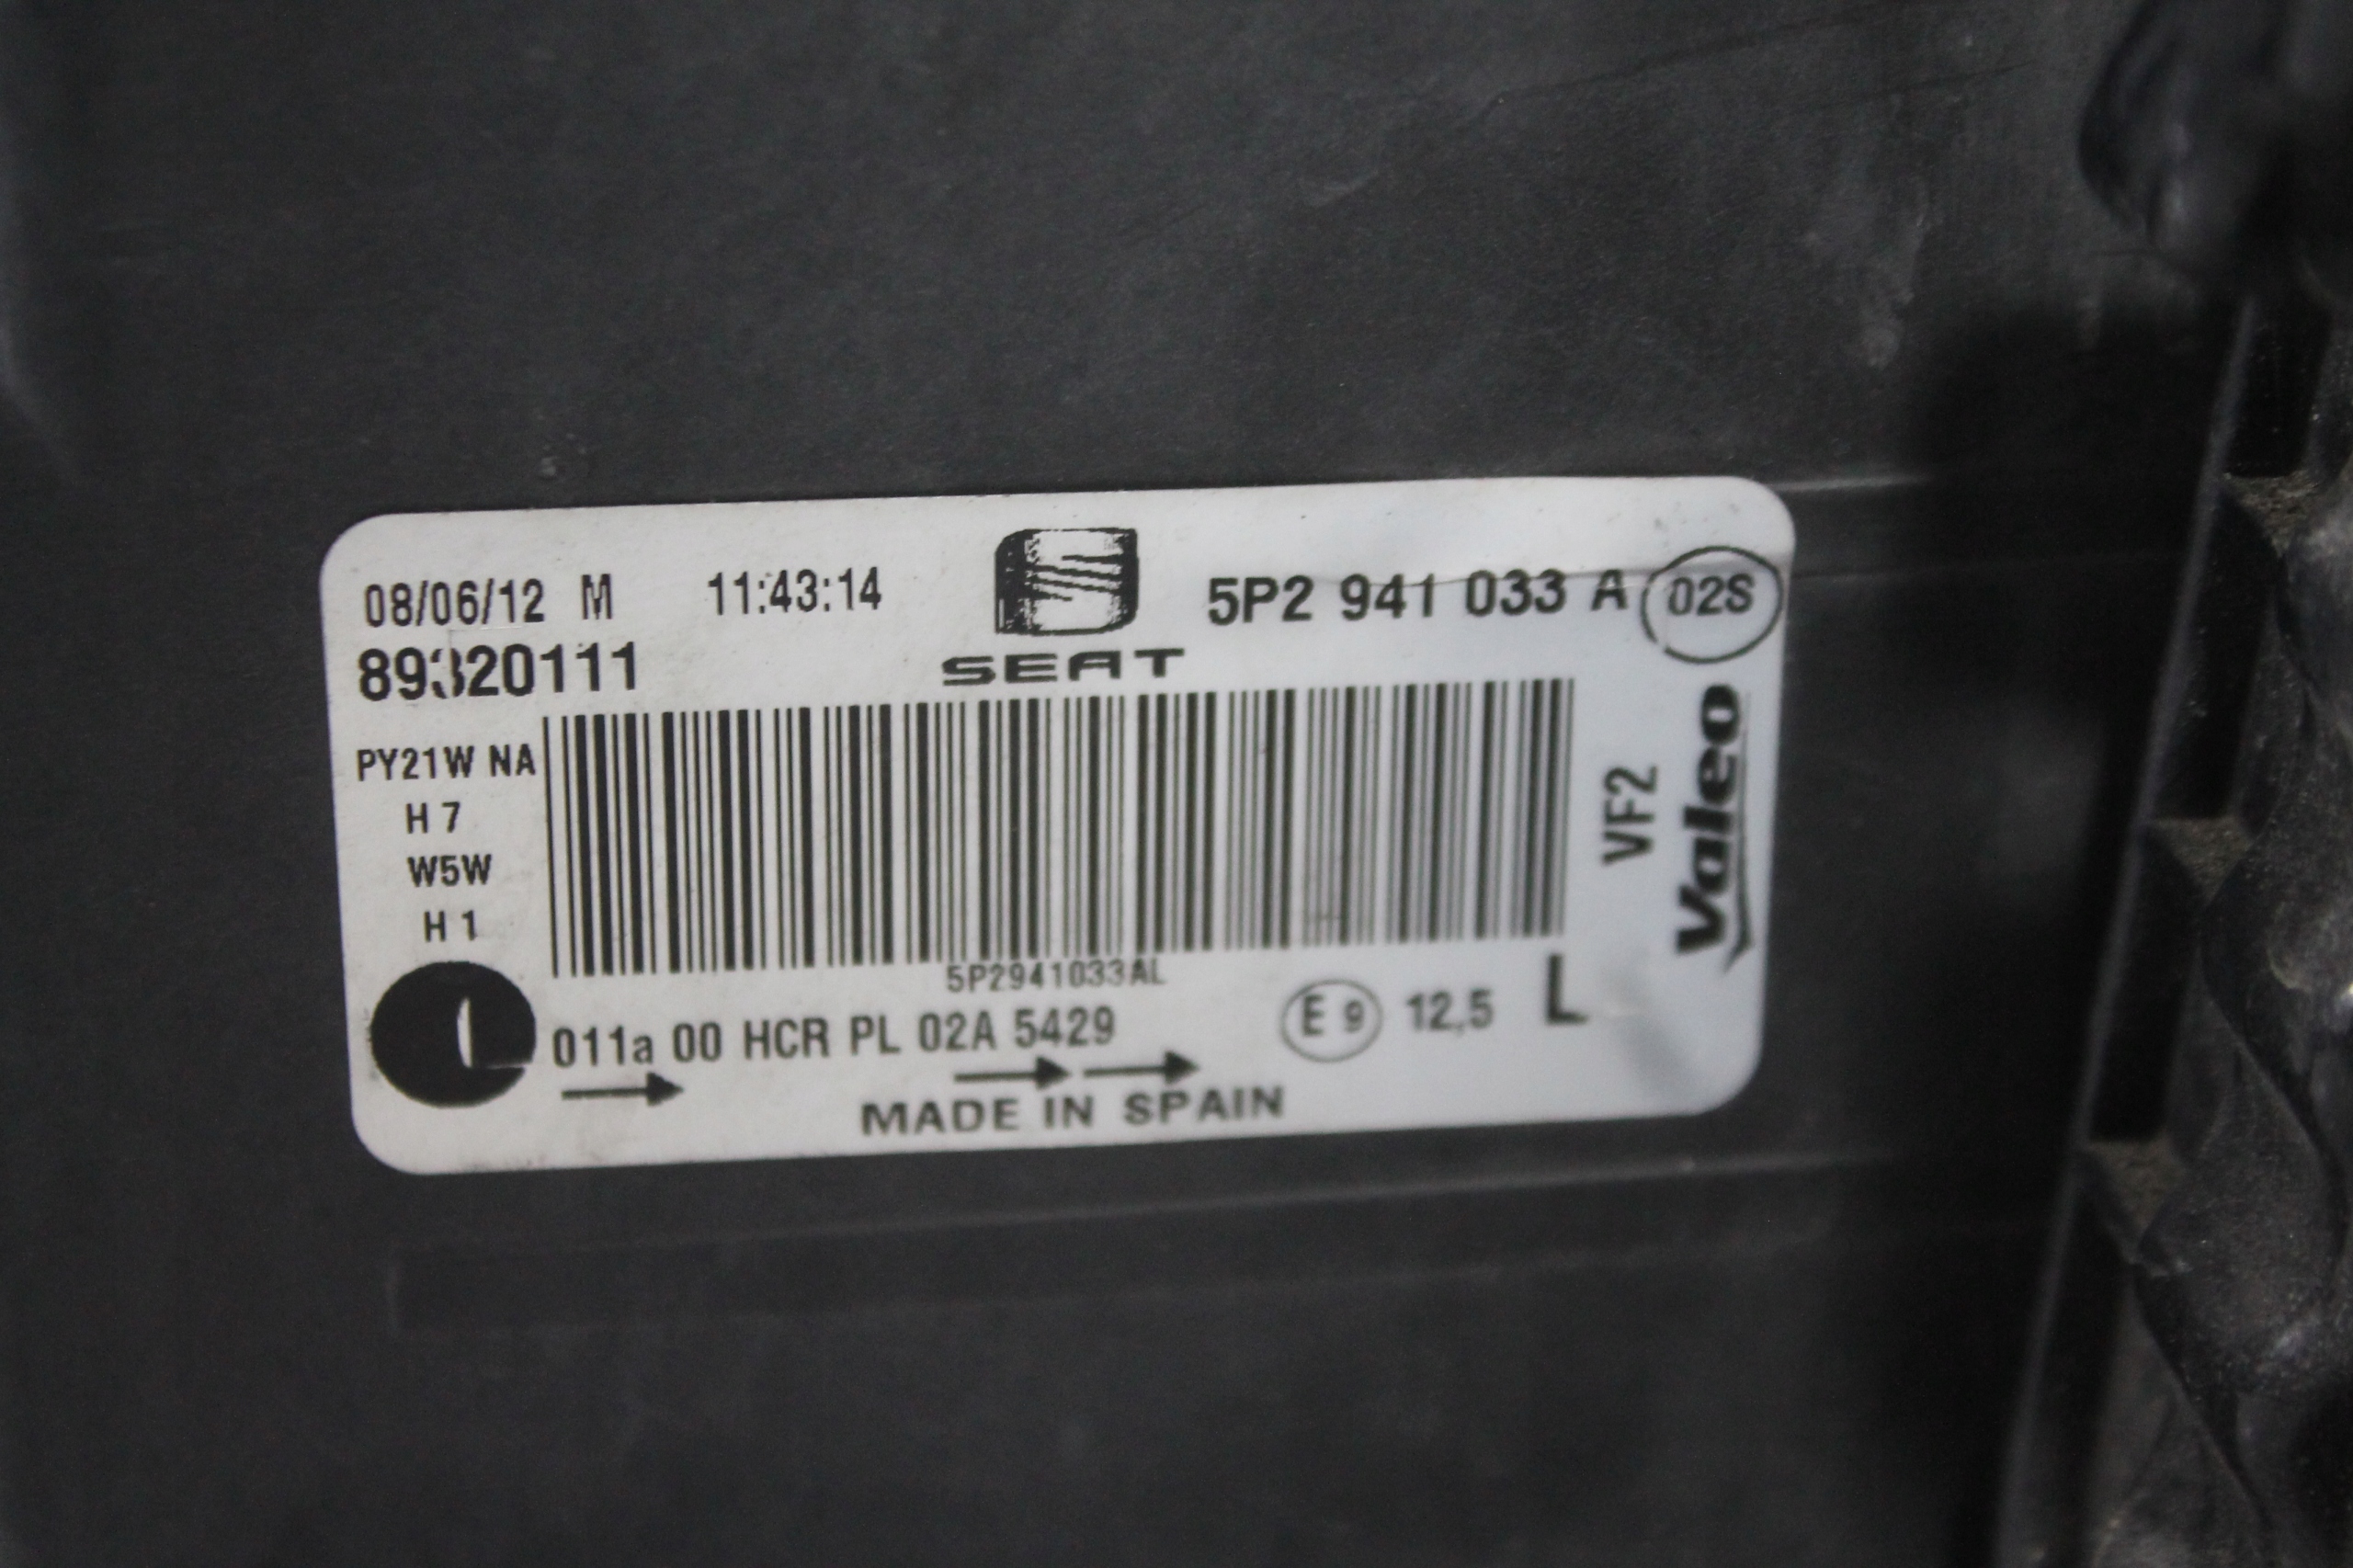 08/06/12 M 11:43:14
5P2 941 033 A 02S
89320111
SEAT
PY21W NA
H 7
W5W
H 1
VF2
Valeo
5P2941033AL
011a 00 HCR PL 02A 5429
E 9 12,5 L
MADE IN SPAIN